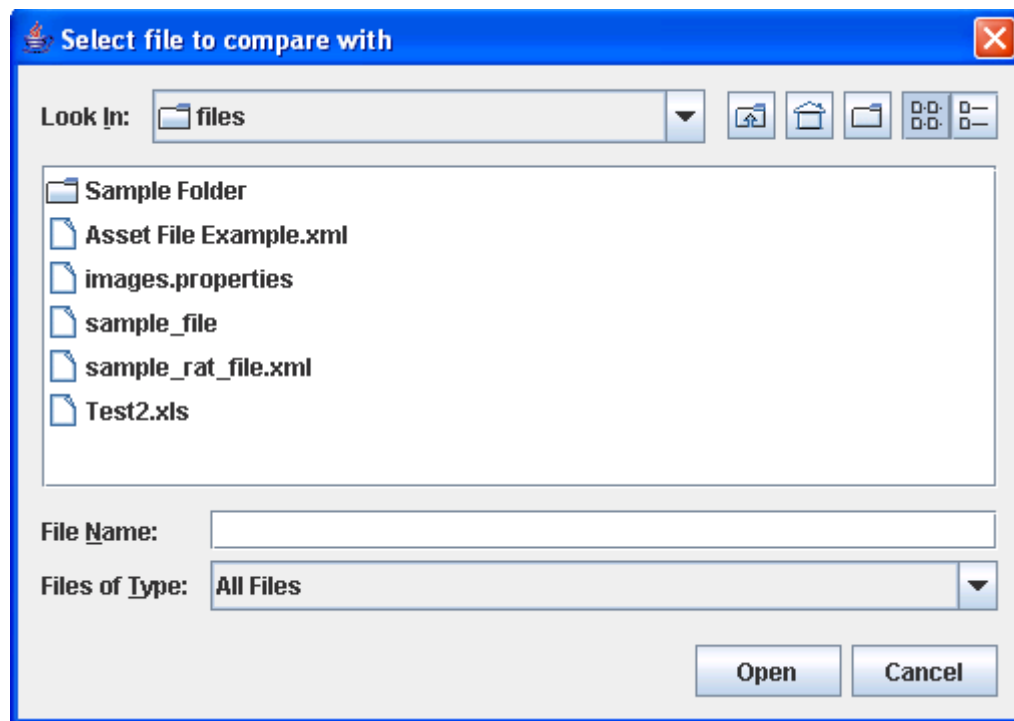 Select file to compare with
Look In: files
Sample Folder
Asset File Example.xml
images.properties
sample_file
sample_rat_file.xml
Test2.xls
File Name:
Files of Type: All Files
Open Cancel